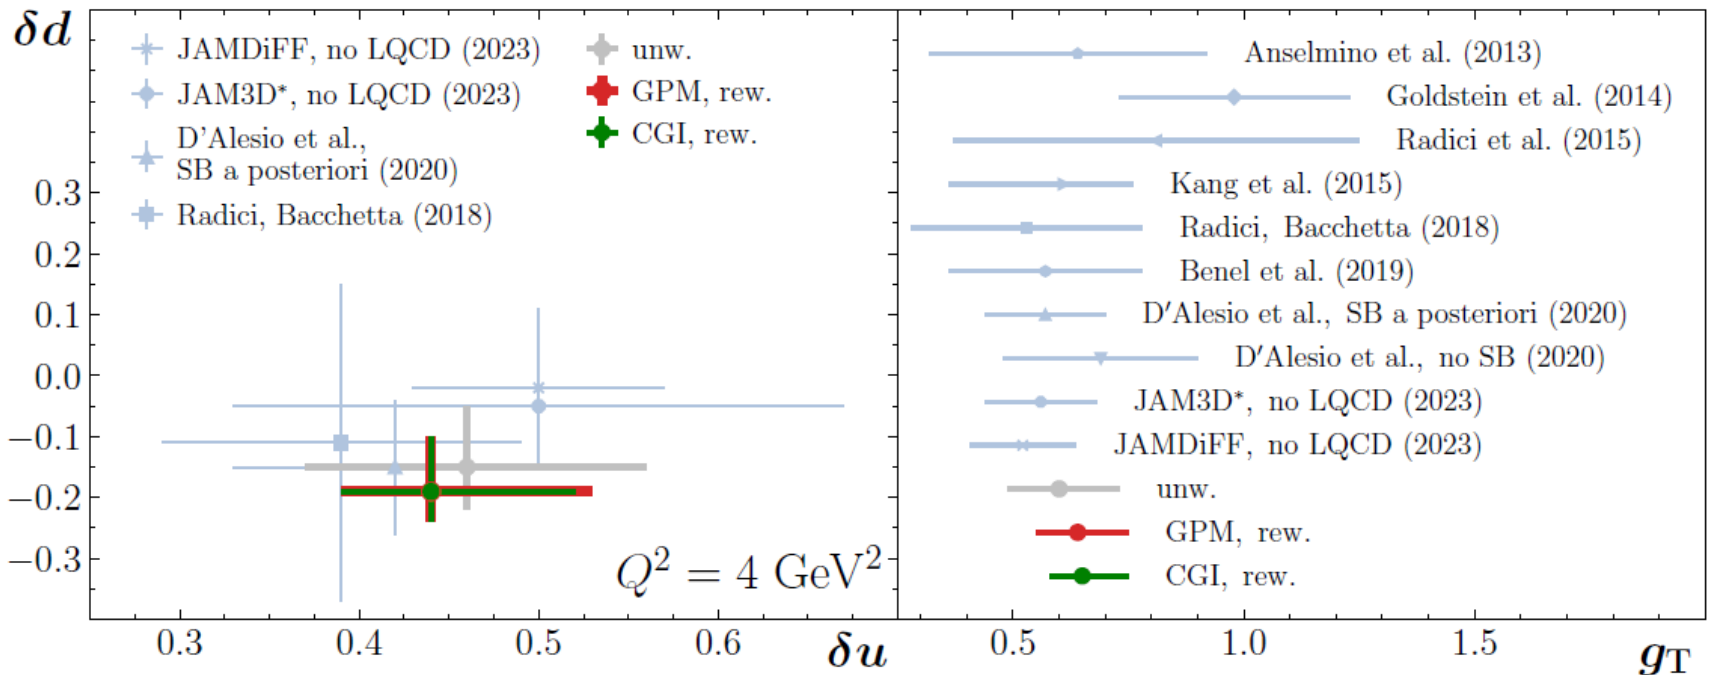 δd
JAMDiFF, no LQCD (2023)
JAM3D*, no LQCD (2023)
D'Alesio et al.,
SB a posteriori (2020)
Radici, Bacchetta (2018)
unw.
GPM, rew.
CGI, rew.
0.3
0.2
0.1
0.0
−0.1
−0.2
−0.3
Q² = 4 GeV²
0.3 0.4 0.5 0.6 δu
Anselmino et al. (2013)
Goldstein et al. (2014)
Radici et al. (2015)
Kang et al. (2015)
Radici, Bacchetta (2018)
Benel et al. (2019)
D′Alesio et al., SB a posteriori (2020)
D′Alesio et al., no SB (2020)
JAM3D*, no LQCD (2023)
JAMDiFF, no LQCD (2023)
unw.
GPM, rew.
CGI, rew.
0.5 1.0 1.5 g_T